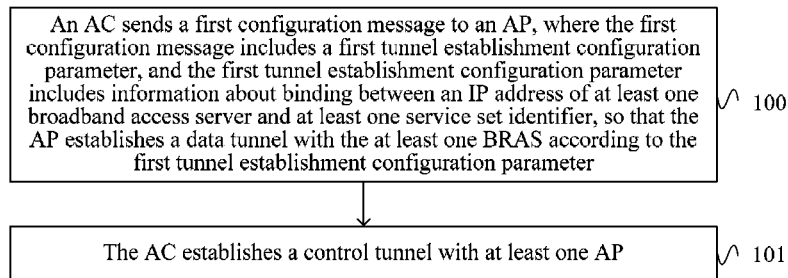 An AC sends a first configuration message to an AP, where the first
configuration message includes a first tunnel establishment configuration
parameter, and the first tunnel establishment configuration parameter
includes information about binding between an IP address of at least one
broadband access server and at least one service set identifier, so that the
AP establishes a data tunnel with the at least one BRAS according to the
first tunnel establishment configuration parameter
100
The AC establishes a control tunnel with at least one AP
101